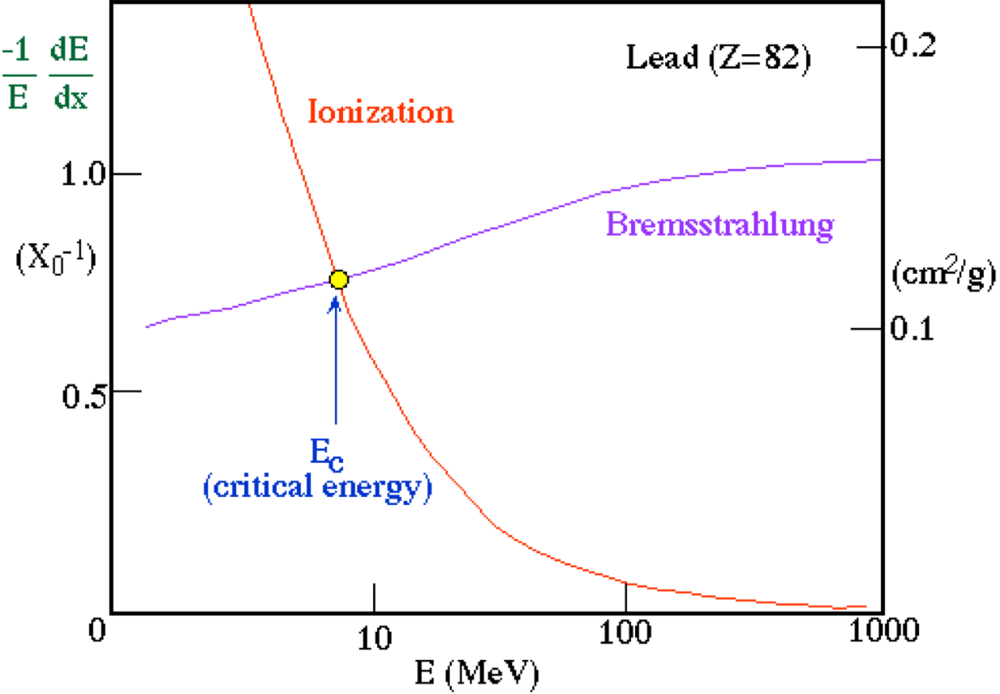 -1 dE
E dx
Lead (Z=82)
0.2
Ionization
1.0
Bremsstrahlung
(X₀⁻¹)
(cm²/g)
0.1
0.5
E_c
(critical energy)
0
10
100
1000
E (MeV)